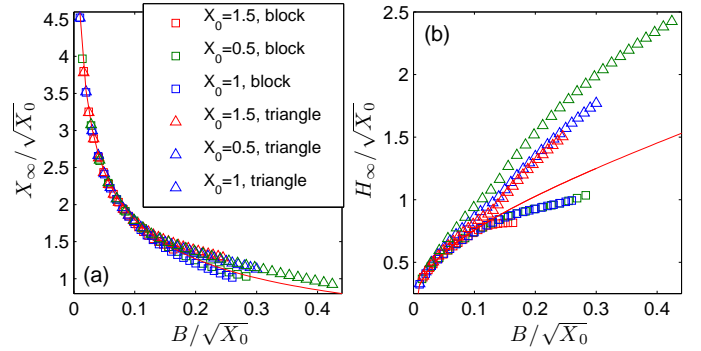 4.5
4
3.5
3
2.5
2
1.5
1
X∞/√X₀
(a)
0
0.1
0.2
0.3
0.4
B/√X₀
X₀=1.5, block
X₀=0.5, block
X₀=1, block
X₀=1.5, triangle
X₀=0.5, triangle
X₀=1, triangle
(b)
2.5
2
1.5
1
0.5
H∞/√X₀
0
0.1
0.2
0.3
0.4
B/√X₀